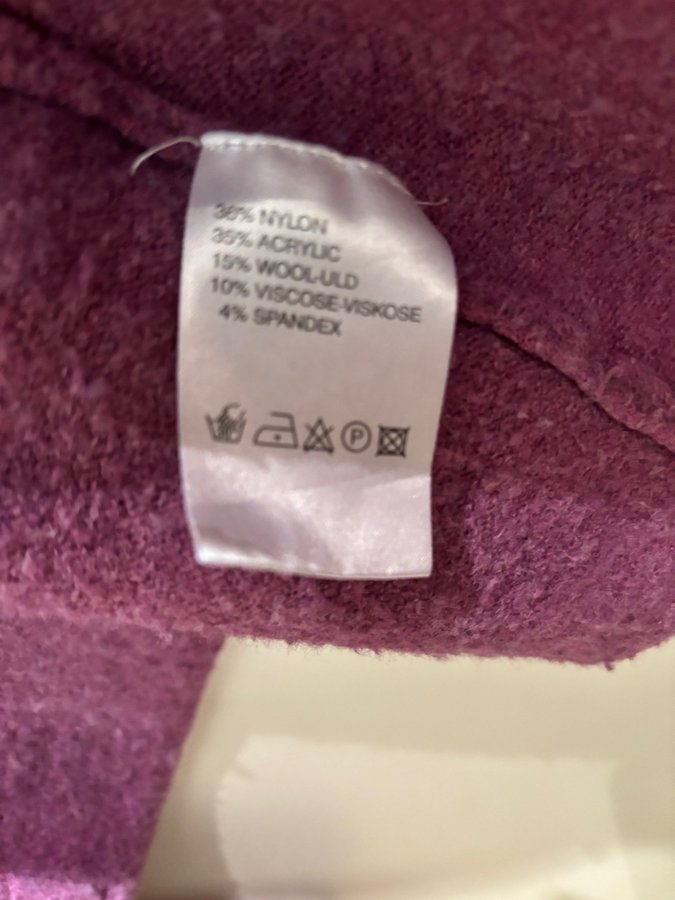 36% NYLON
35% ACRYLIC
15% WOOL-ULD
10% VISCOSE-VISKOSE
4% SPANDEX
P